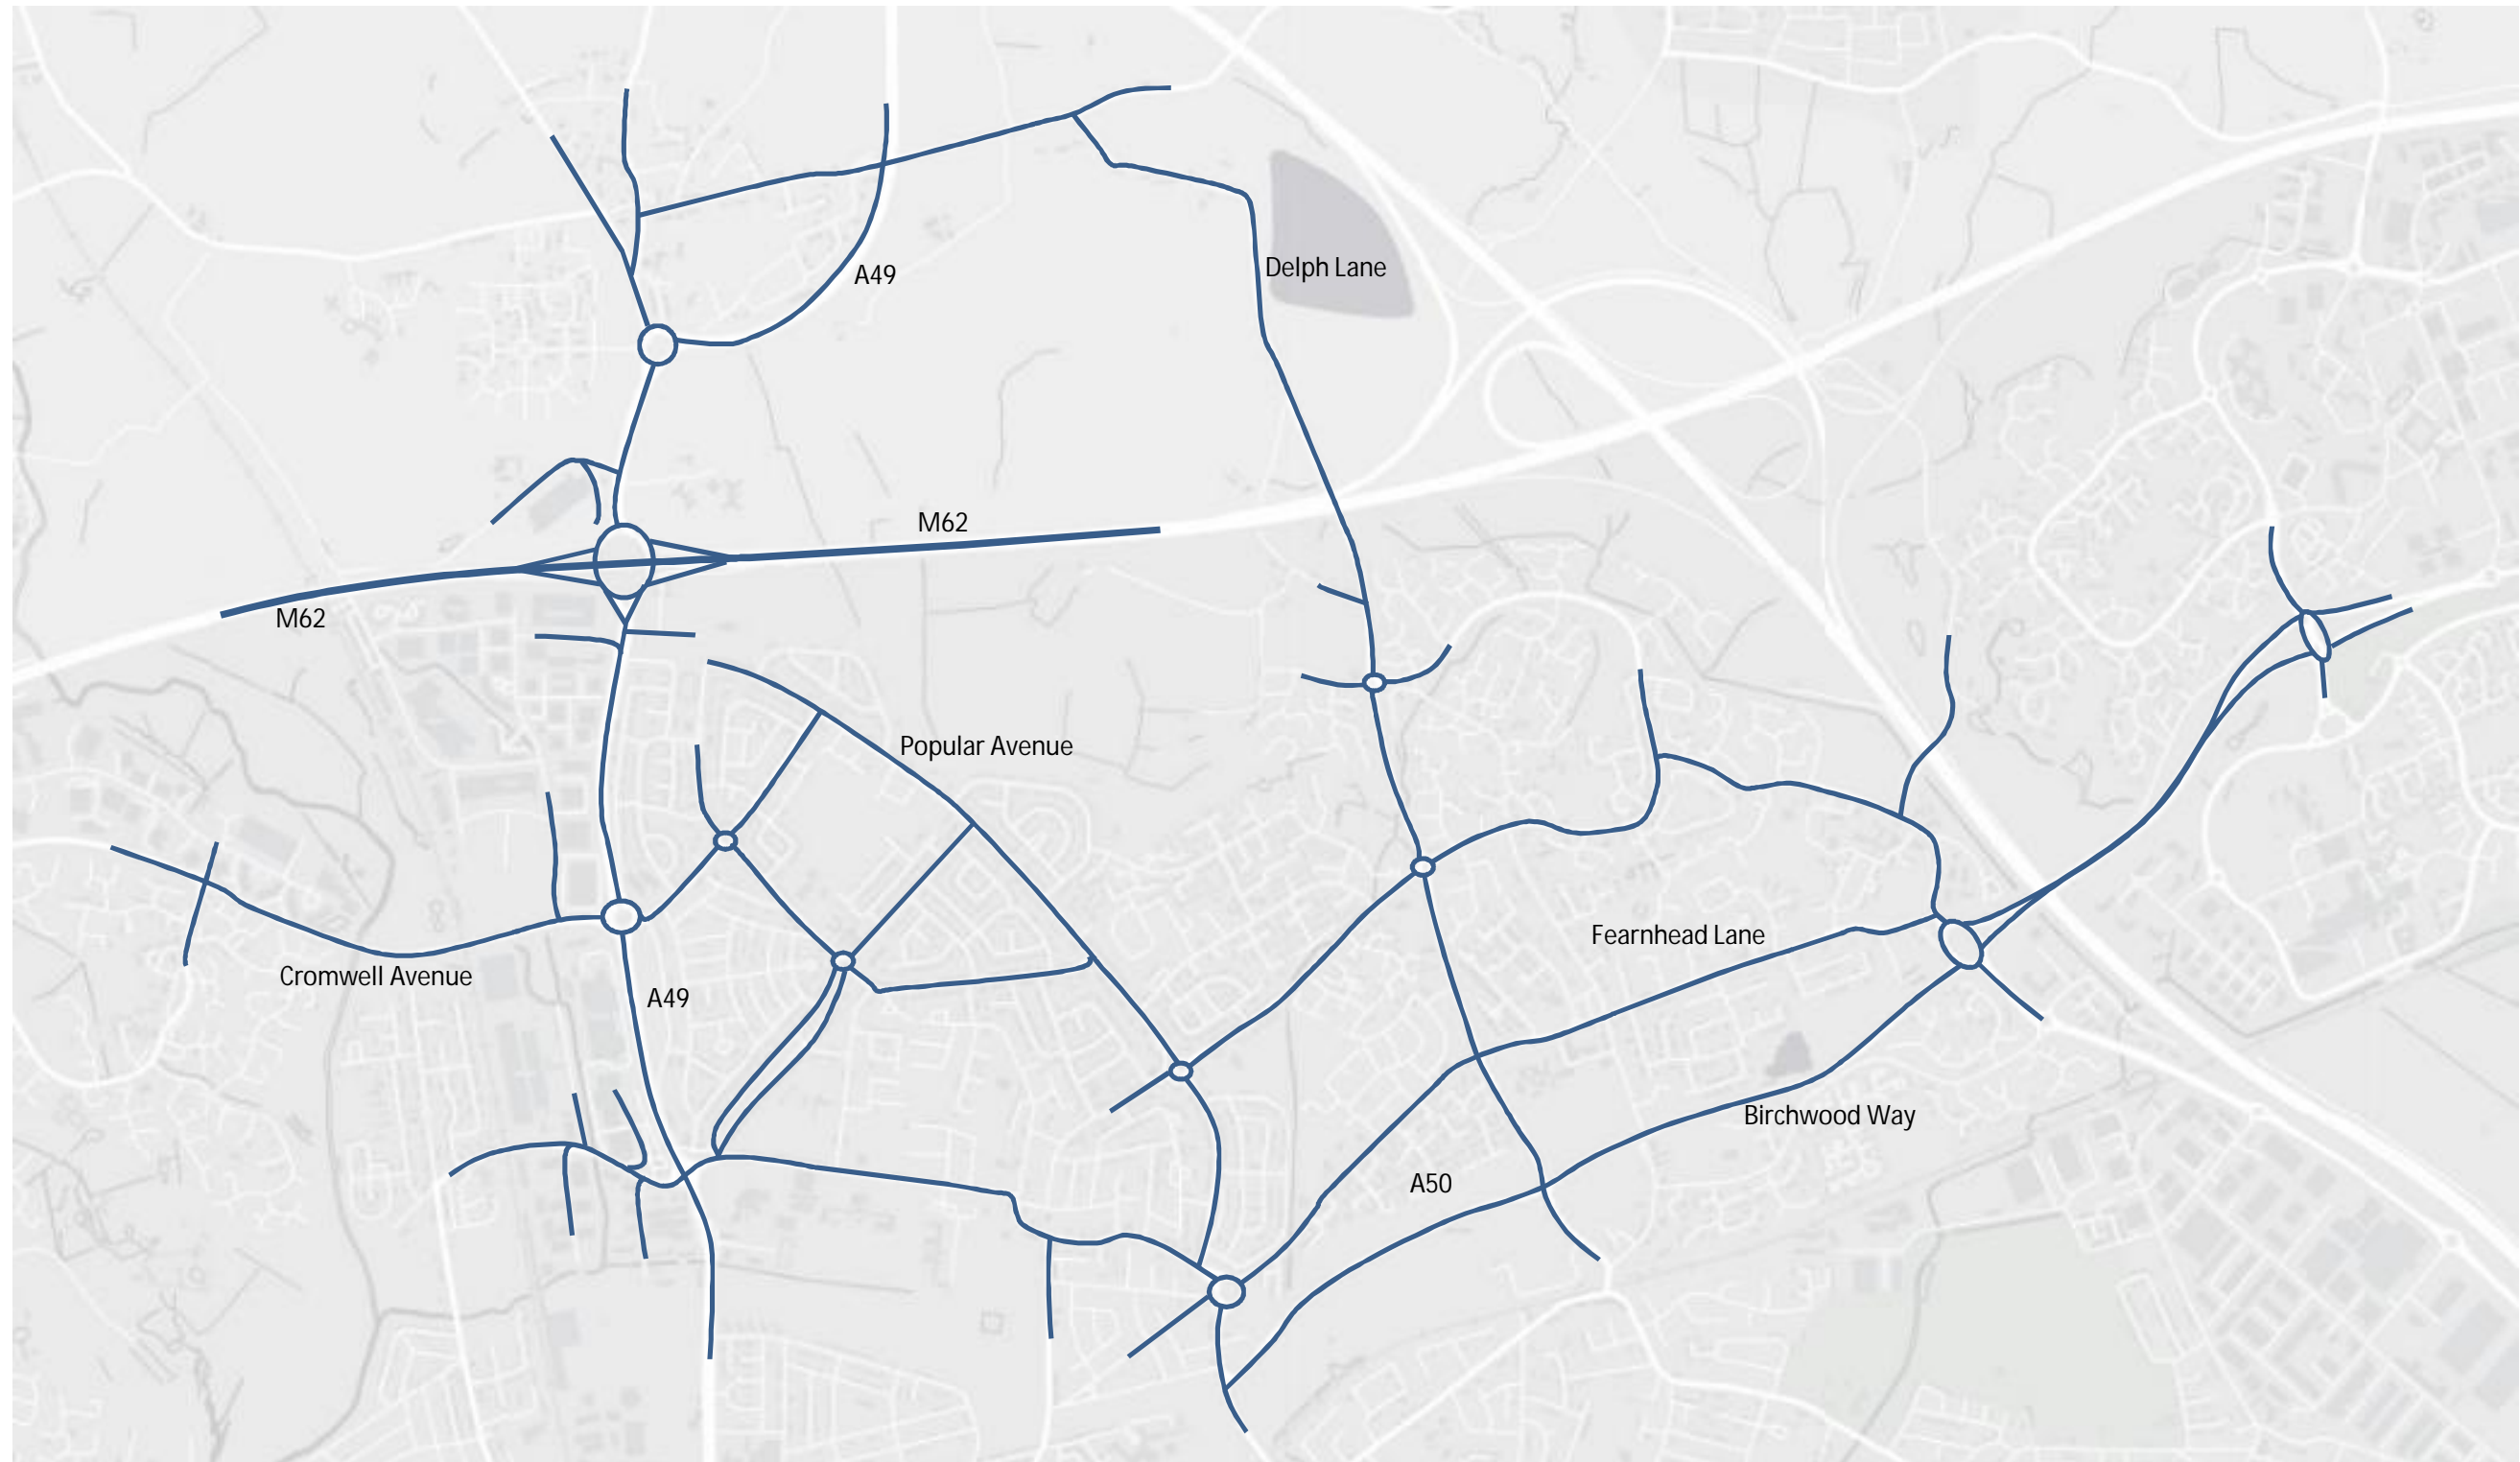 Delph Lane
A49
M62
M62
Popular Avenue
Fearnhead Lane
Cromwell Avenue
A49
Birchwood Way
A50